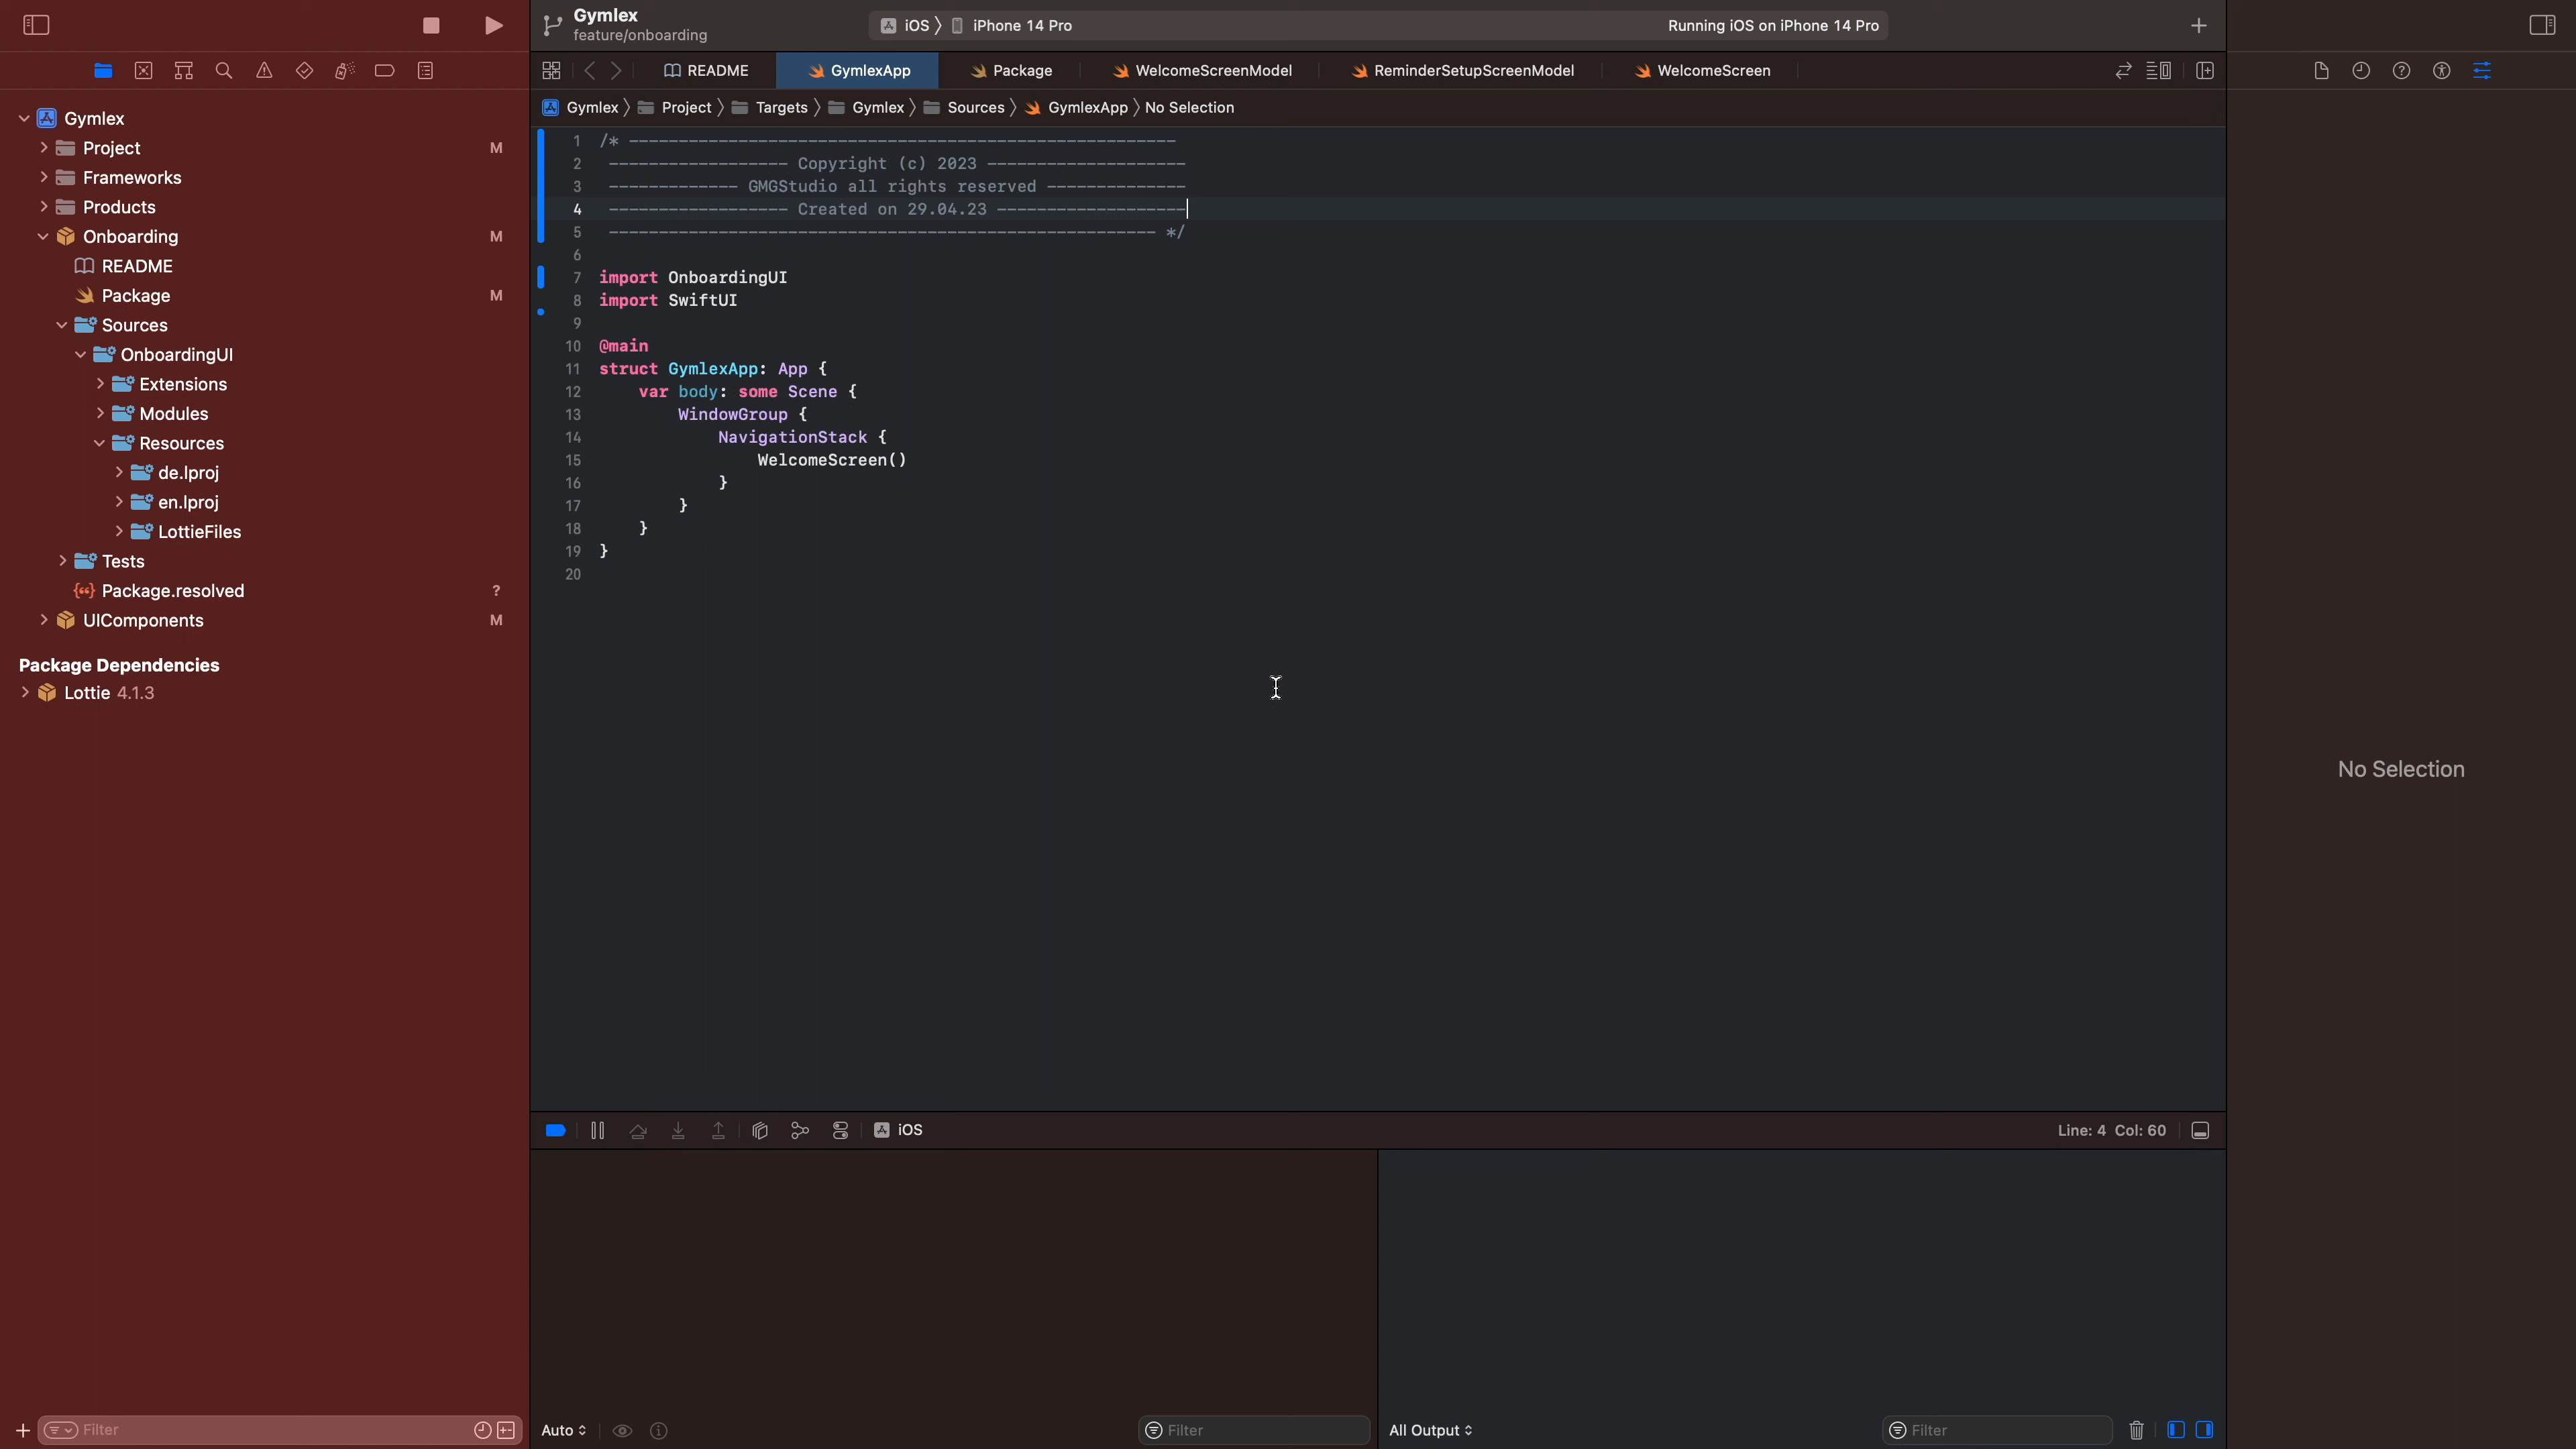 Gymlex
feature/onboarding
iOS 〉 iPhone 14 Pro
Running iOS on iPhone 14 Pro
README
GymlexApp
Package
WelcomeScreenModel
ReminderSetupScreenModel
WelcomeScreen
Gymlex 〉 Project 〉 Targets 〉 Gymlex 〉 Sources 〉 GymlexApp 〉 No Selection
Gymlex
Project M
Frameworks
Products
Onboarding M
README
Package M
Sources
OnboardingUI
Extensions
Modules
Resources
de.lproj
en.lproj
LottieFiles
Tests
Package.resolved ?
UIComponents M
Package Dependencies
Lottie 4.1.3
Filter
1 /* -------------------------------------------------------
2 ------------------ Copyright (c) 2023 --------------------
3 ------------- GMGStudio all rights reserved --------------
4 ------------------ Created on 29.04.23 -------------------
5 ------------------------------------------------------- */
6
7 import OnboardingUI
8 import SwiftUI
9
10 @main
11 struct GymlexApp: App {
12     var body: some Scene {
13         WindowGroup {
14             NavigationStack {
15                 WelcomeScreen()
16             }
17         }
18     }
19 }
20
No Selection
iOS
Line: 4 Col: 60
Auto
Filter
All Output
Filter